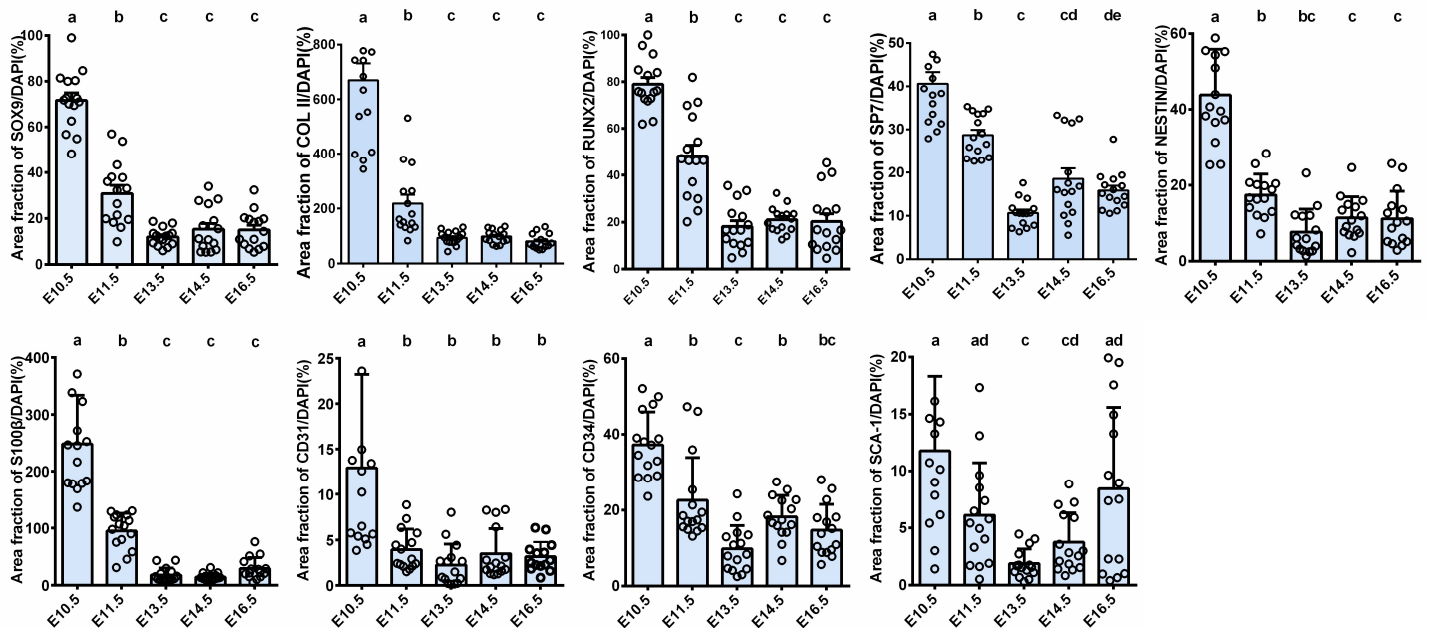 a b c c c
Area fraction of SOX9/DAPI(%)
100
80
60
40
20
0
E10.5 E11.5 E13.5 E14.5 E16.5
a b c c c
Area fraction of COL II/DAPI(%)
800
600
400
200
0
E10.5 E11.5 E13.5 E14.5 E16.5
a b c c c
Area fraction of RUNX2/DAPI(%)
100
80
60
40
20
0
E10.5 E11.5 E13.5 E14.5 E16.5
a b c cd de
Area fraction of SP7/DAPI(%)
50
40
30
20
10
0
E10.5 E11.5 E13.5 E14.5 E16.5
a b bc c c
Area fraction of NESTIN/DAPI(%)
60
40
20
0
E10.5 E11.5 E13.5 E14.5 E16.5
a b c c c
Area fraction of S100β/DAPI(%)
400
300
200
100
0
E10.5 E11.5 E13.5 E14.5 E16.5
a b b b b
Area fraction of CD31/DAPI(%)
25
20
15
10
5
0
E10.5 E11.5 E13.5 E14.5 E16.5
a b c b bc
Area fraction of CD34/DAPI(%)
60
40
20
0
E10.5 E11.5 E13.5 E14.5 E16.5
a ad c cd ad
Area fraction of SCA-1/DAPI(%)
20
15
10
5
0
E10.5 E11.5 E13.5 E14.5 E16.5